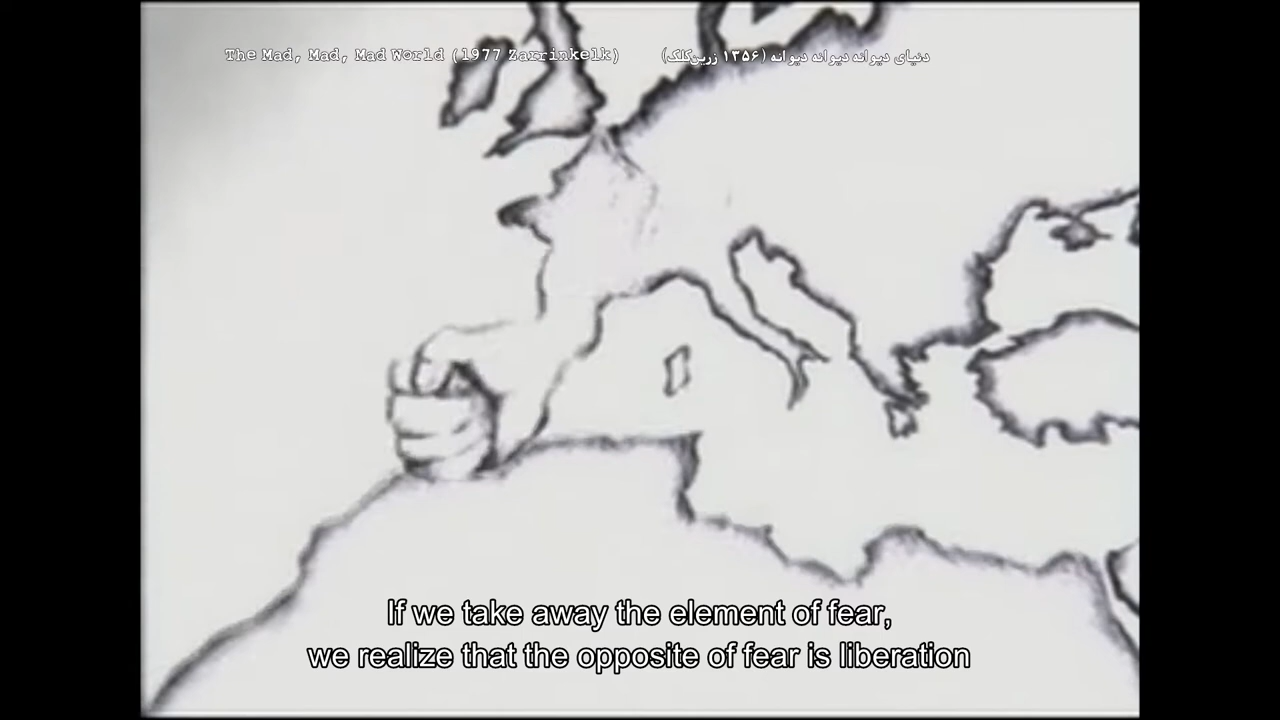 The Mad, Mad, Mad World (1977 Zarrinkelk) دنیای دیوانه دیوانه دیوانه (۱۳۵۶ زرین‌کلک)
If we take away the element of fear,
we realize that the opposite of fear is liberation